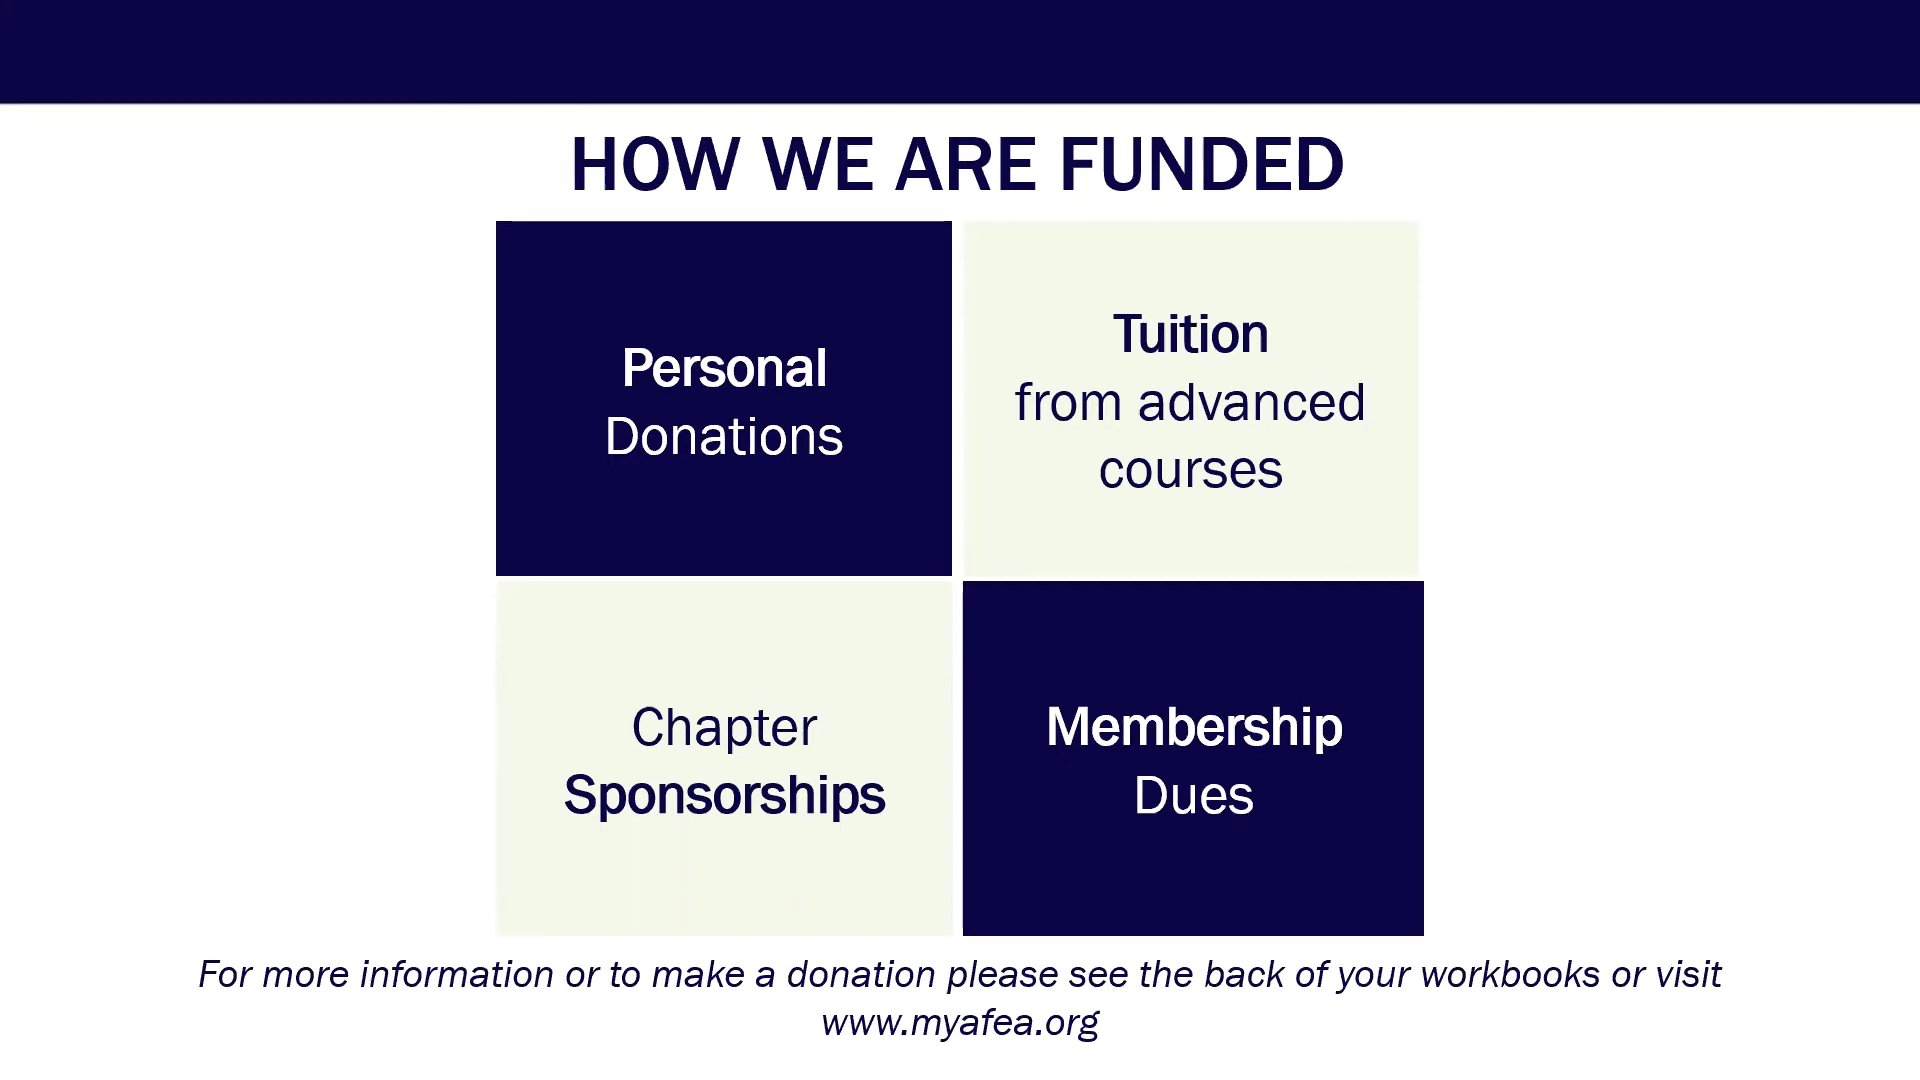 HOW WE ARE FUNDED
Personal
Donations
Tuition
from advanced
courses
Chapter
Sponsorships
Membership
Dues
For more information or to make a donation please see the back of your workbooks or visit
www.myafea.org